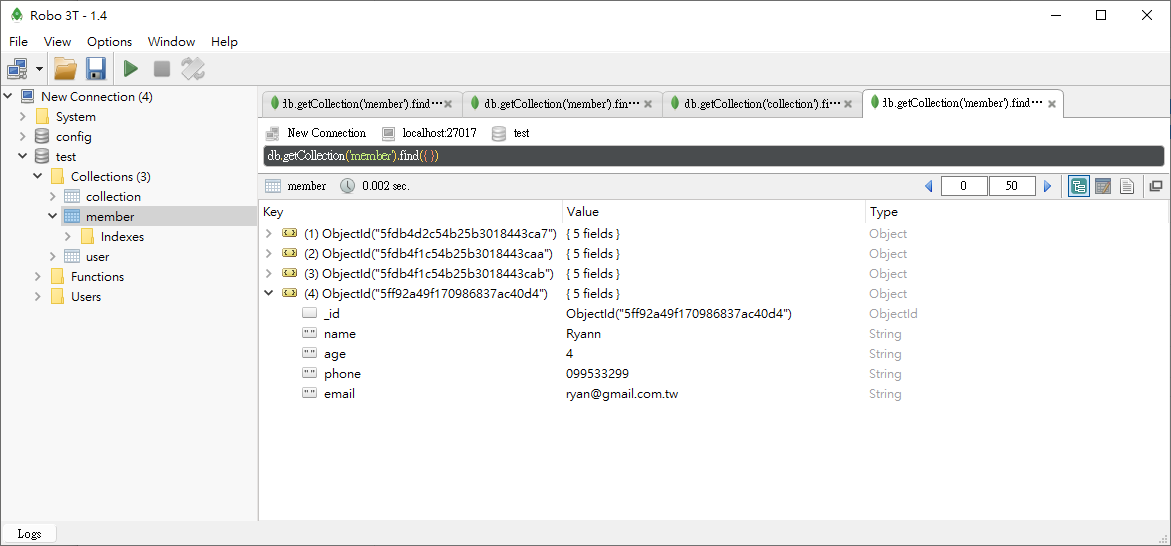 Robo 3T - 1.4
File View Options Window Help
New Connection (4)
System
config
test
Collections (3)
collection
member
Indexes
user
Functions
Users
db.getCollection('member').find···
db.getCollection('member').fin···
db.getCollection('collection').fi···
db.getCollection('member').find···
New Connection localhost:27017 test
db.getCollection('member').find({})
member 0.002 sec. 0 50
Key Value Type
(1) ObjectId("5fdb4d2c54b25b3018443ca7") { 5 fields } Object
(2) ObjectId("5fdb4f1c54b25b3018443caa") { 5 fields } Object
(3) ObjectId("5fdb4f1c54b25b3018443cab") { 5 fields } Object
(4) ObjectId("5ff92a49f170986837ac40d4") { 5 fields } Object
_id ObjectId("5ff92a49f170986837ac40d4") ObjectId
name Ryann String
age 4 String
phone 099533299 String
email ryan@gmail.com.tw String
Logs